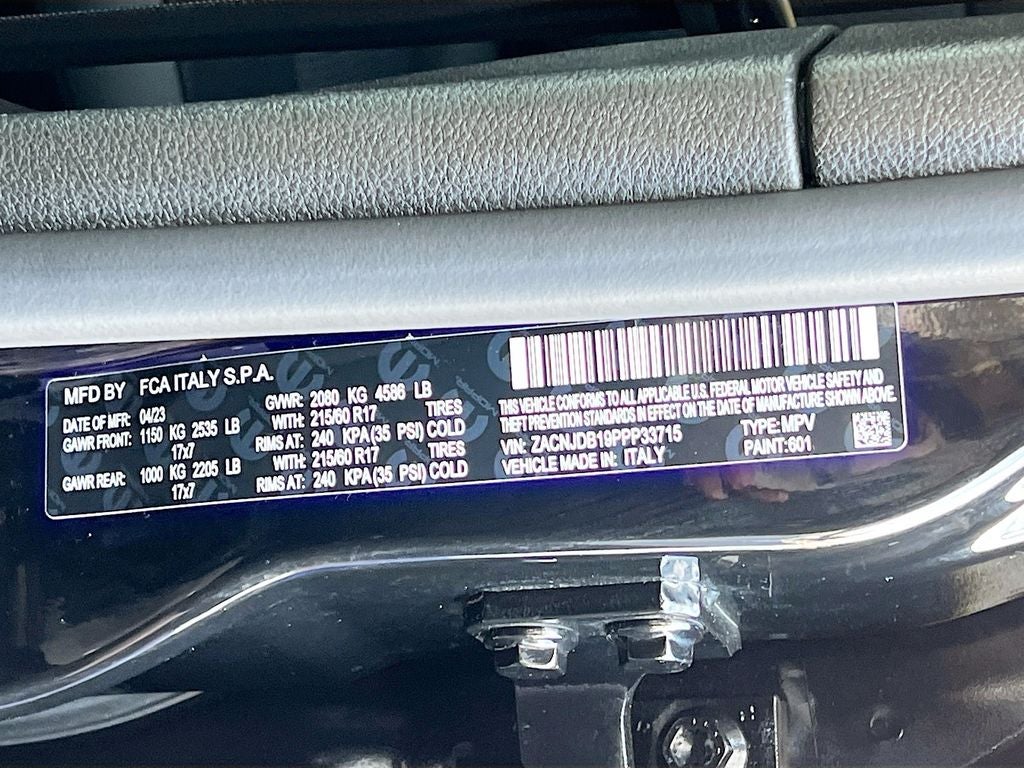 MFD BY FCA ITALY S.P.A.
DATE OF MFR: 04/23 GVWR: 2080 KG 4586 LB
GAWR FRONT: 1150 KG 2535 LB WITH: 215/60 R17 TIRES
17x7 RIMS AT: 240 KPA(35 PSI) COLD
GAWR REAR: 1000 KG 2205 LB WITH: 215/60 R17 TIRES
17x7 RIMS AT: 240 KPA(35 PSI) COLD
THIS VEHICLE CONFORMS TO ALL APPLICABLE U.S. FEDERAL MOTOR VEHICLE SAFETY AND
THEFT PREVENTION STANDARDS IN EFFECT ON THE DATE OF MANUFACTURE SHOWN ABOVE.
VIN: ZACNJDB19PPP33715 TYPE: MPV
VEHICLE MADE IN: ITALY PAINT: 601